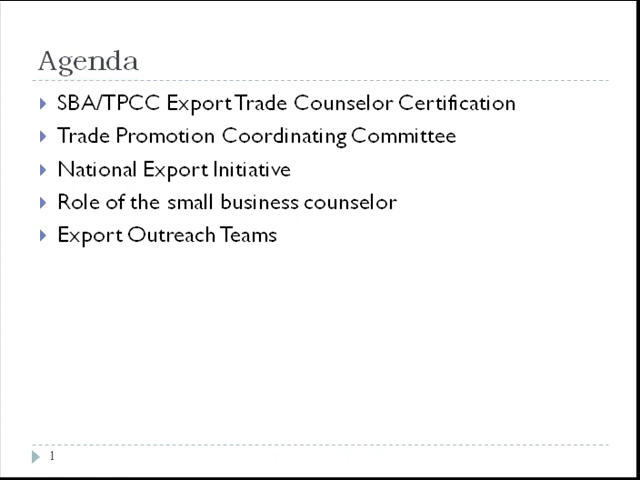 Agenda
SBA/TPCC Export Trade Counselor Certification
Trade Promotion Coordinating Committee
National Export Initiative
Role of the small business counselor
Export Outreach Teams
1